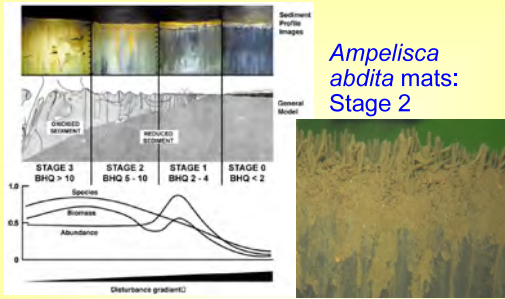 Sediment
Profile
Images
General
Model
OXIDISED
SEDIMENT
REDUCED
SEDIMENT
STAGE 3
BHQ > 10
STAGE 2
BHQ 5 - 10
STAGE 1
BHQ 2 - 4
STAGE 0
BHQ < 2
1.0
0.5
0
Species
Biomass
Abundance
Disturbance gradient□
Ampelisca
abdita mats:
Stage 2